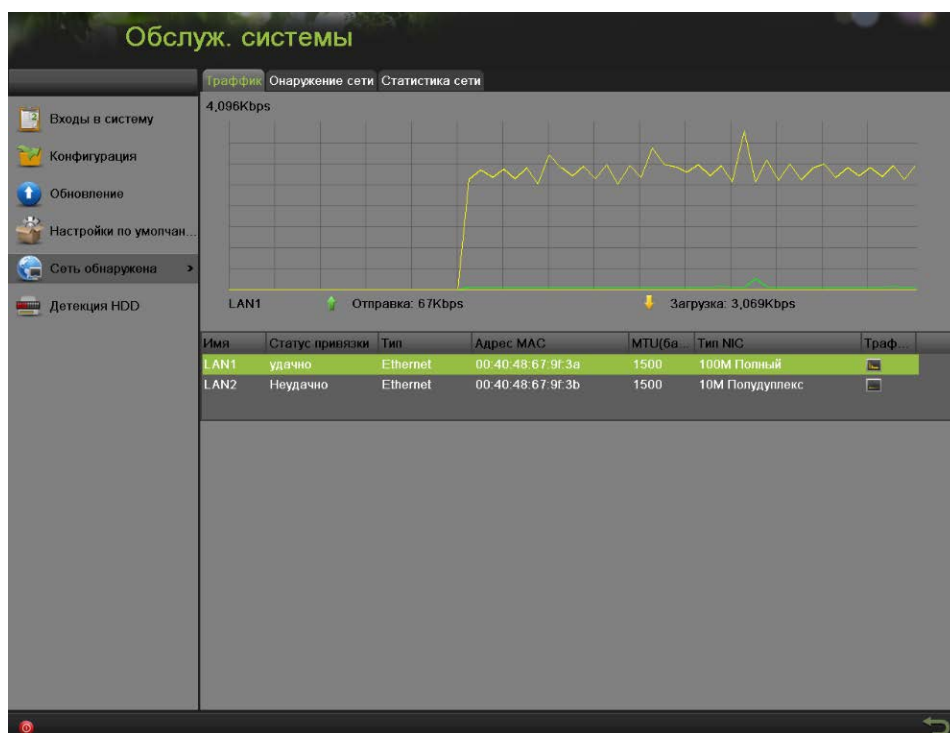 Обслуж. системы
Траффик Онаружение сети Статистика сети
Входы в систему
Конфигурация
Обновление
Настройки по умолчан...
Сеть обнаружена >
Детекция HDD
4,096Kbps
LAN1 Отправка: 67Kbps Загрузка: 3,069Kbps
Имя Статус привязки Тип Адрес MAC MTU(ба... Тип NIC Траф...
LAN1 удачно Ethernet 00:40:48:67:9f:3a 1500 100M Полный
LAN2 Неудачно Ethernet 00:40:48:67:9f:3b 1500 10M Полудуплекс